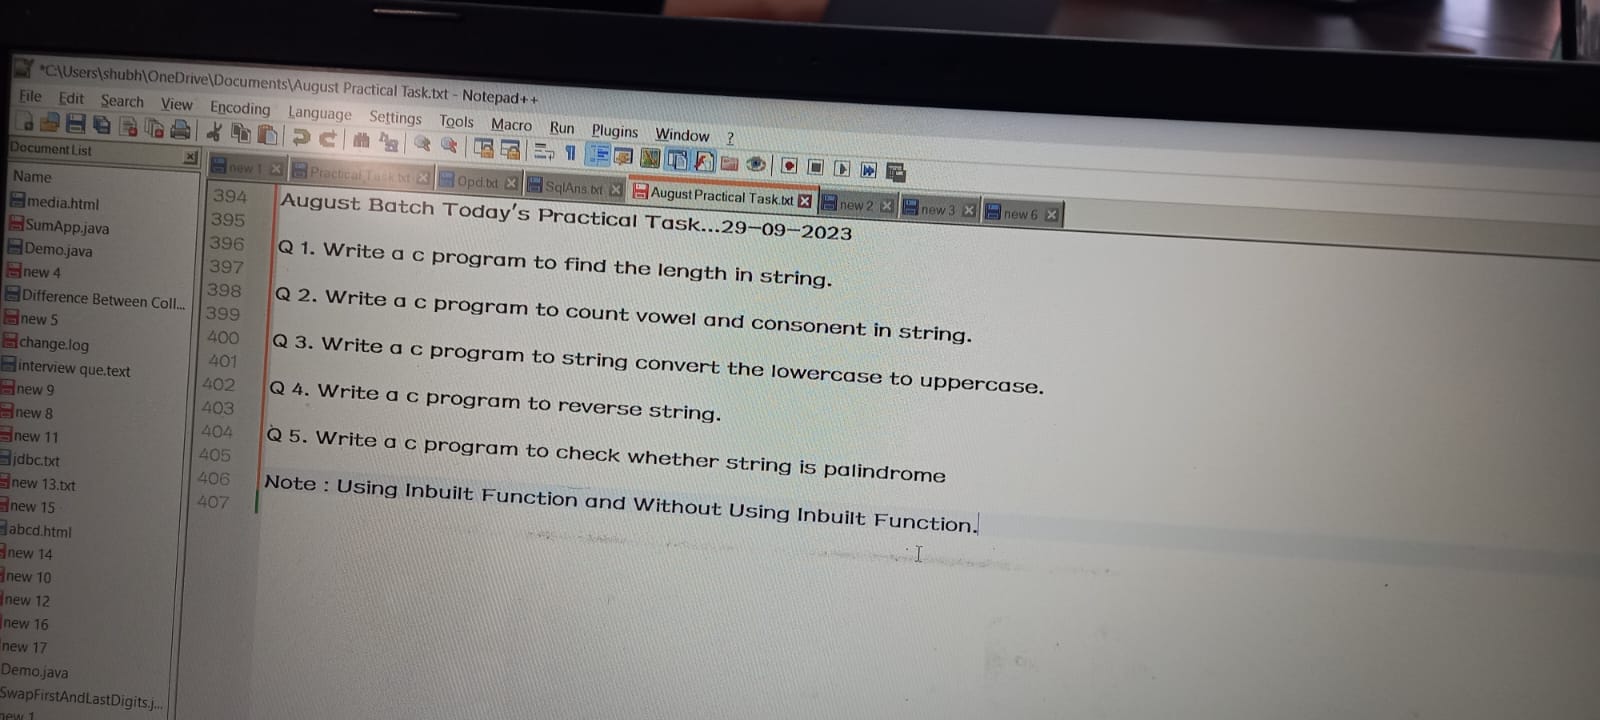 *C:\Users\shubh\OneDrive\Documents\August Practical Task.txt - Notepad++
File Edit Search View Encoding Language Settings Tools Macro Run Plugins Window ?
Document List
new 1 Practical Task.txt Opd.txt SqlAns.txt August Practical Task.txt new 2 new 3 new 6
Name
media.html
SumApp.java
Demo.java
new 4
Difference Between Coll...
new 5
change.log
interview que.text
new 9
new 8
new 11
jdbc.txt
new 13.txt
new 15
abcd.html
new 14
new 10
new 12
new 16
new 17
Demo.java
SwapFirstAndLastDigits.j...
new 1
394 August Batch Today's Practical Task...29-09-2023
395
396 Q 1. Write a c program to find the length in string.
397
398 Q 2. Write a c program to count vowel and consonent in string.
399
400 Q 3. Write a c program to string convert the lowercase to uppercase.
401
402 Q 4. Write a c program to reverse string.
403
404 Q 5. Write a c program to check whether string is palindrome
405
406 Note : Using Inbuilt Function and Without Using Inbuilt Function.
407